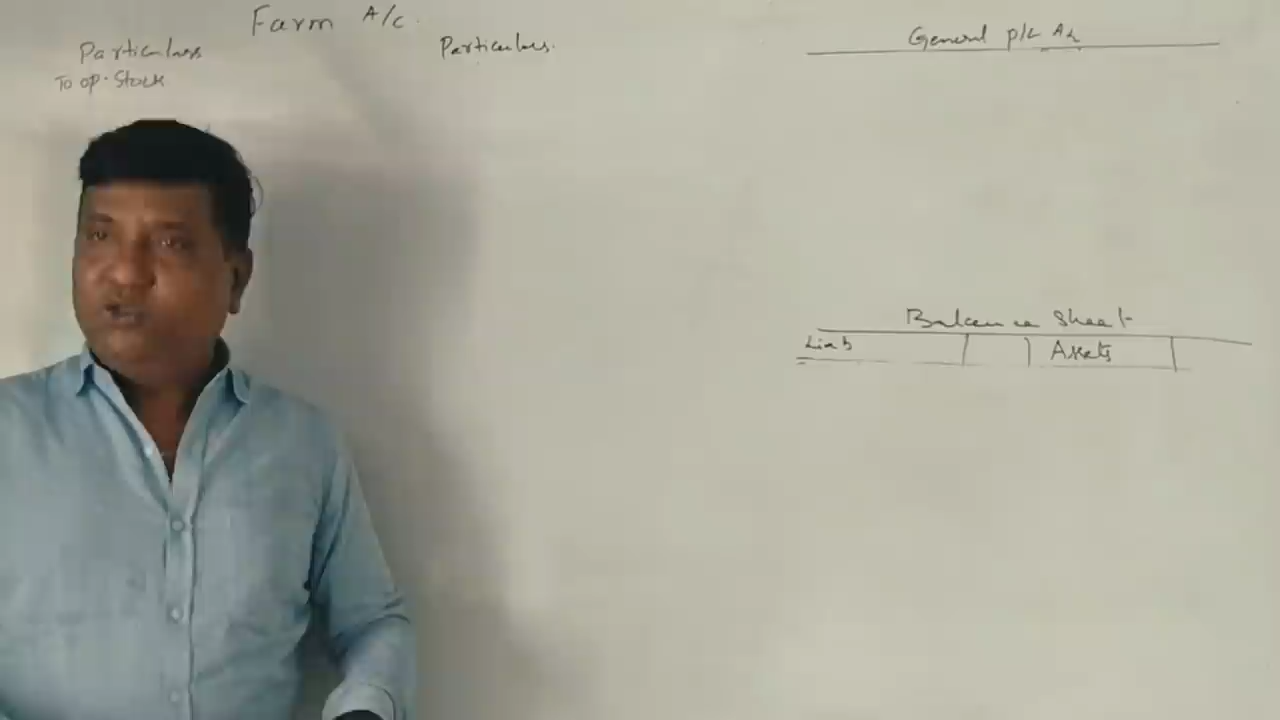 Farm A/c.
Particulars Particulars.
To op. Stock
General P/L A/c
Balance Sheet
Liab Assets